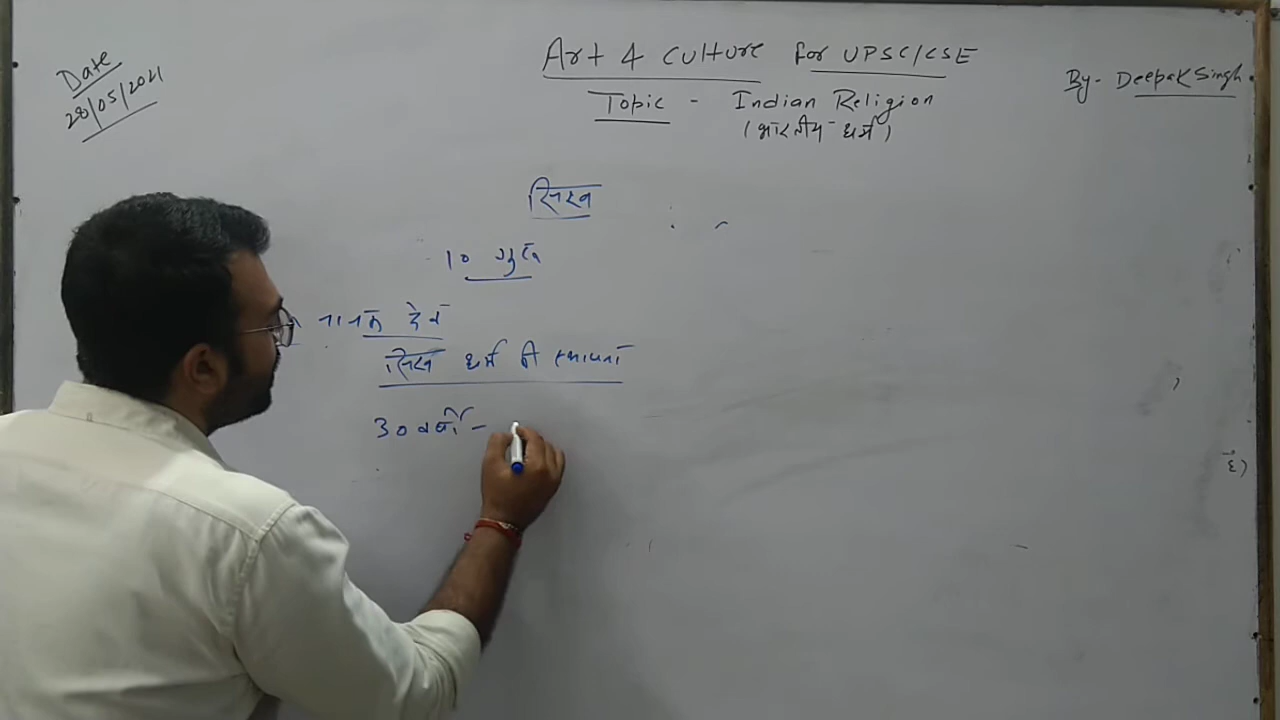 Date
28/05/2021
Art & Culture for UPSC/CSE
By- Deepak Singh
Topic - Indian Religion
(भारतीय धर्म)
सिख
10 गुरु
नानक देव
सिख धर्म की स्थापना
30 वर्षो -